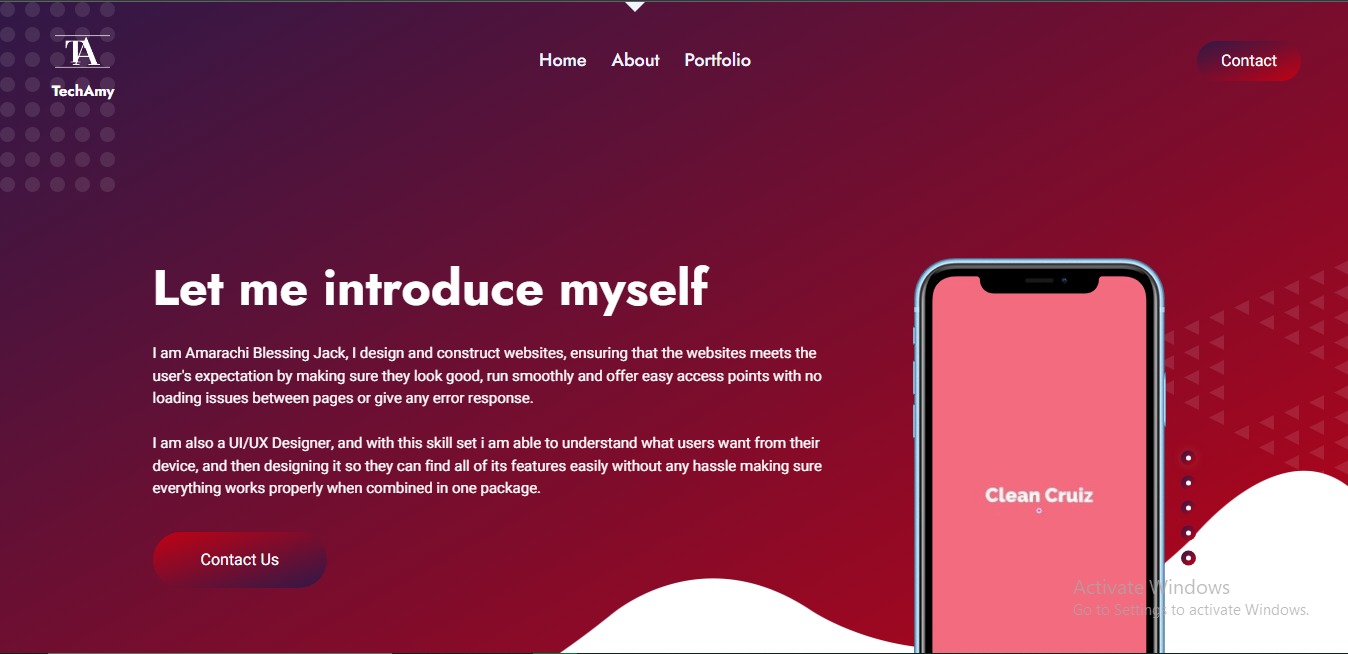 TA
TechAmy
Home About Portfolio
Contact
Let me introduce myself
I am Amarachi Blessing Jack, I design and construct websites, ensuring that the websites meets the
user's expectation by making sure they look good, run smoothly and offer easy access points with no
loading issues between pages or give any error response.
I am also a UI/UX Designer, and with this skill set i am able to understand what users want from their
device, and then designing it so they can find all of its features easily without any hassle making sure
everything works properly when combined in one package.
Contact Us
Clean Cruiz
Activate Windows
Go to Settings to activate Windows.